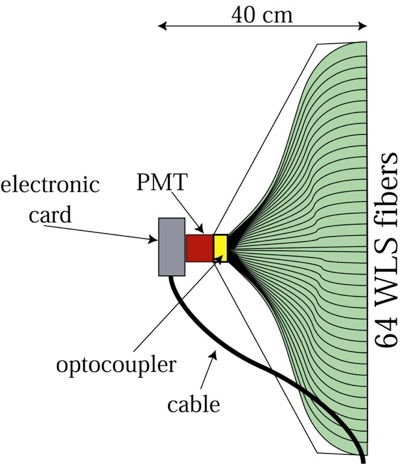 40 cm
electronic
card
PMT
64 WLS fibers
optocoupler
cable